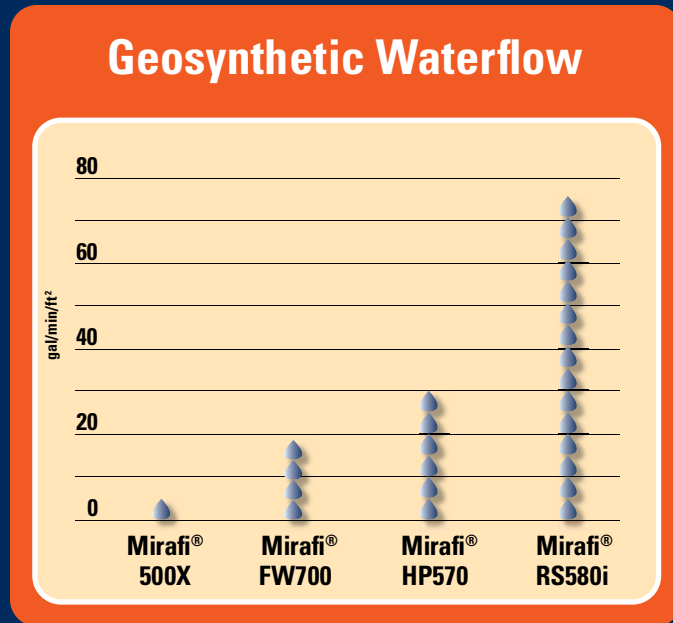 Geosynthetic Waterflow
80
60
40
20
0
gal/min/ft²
Mirafi® 500X
Mirafi® FW700
Mirafi® HP570
Mirafi® RS580i